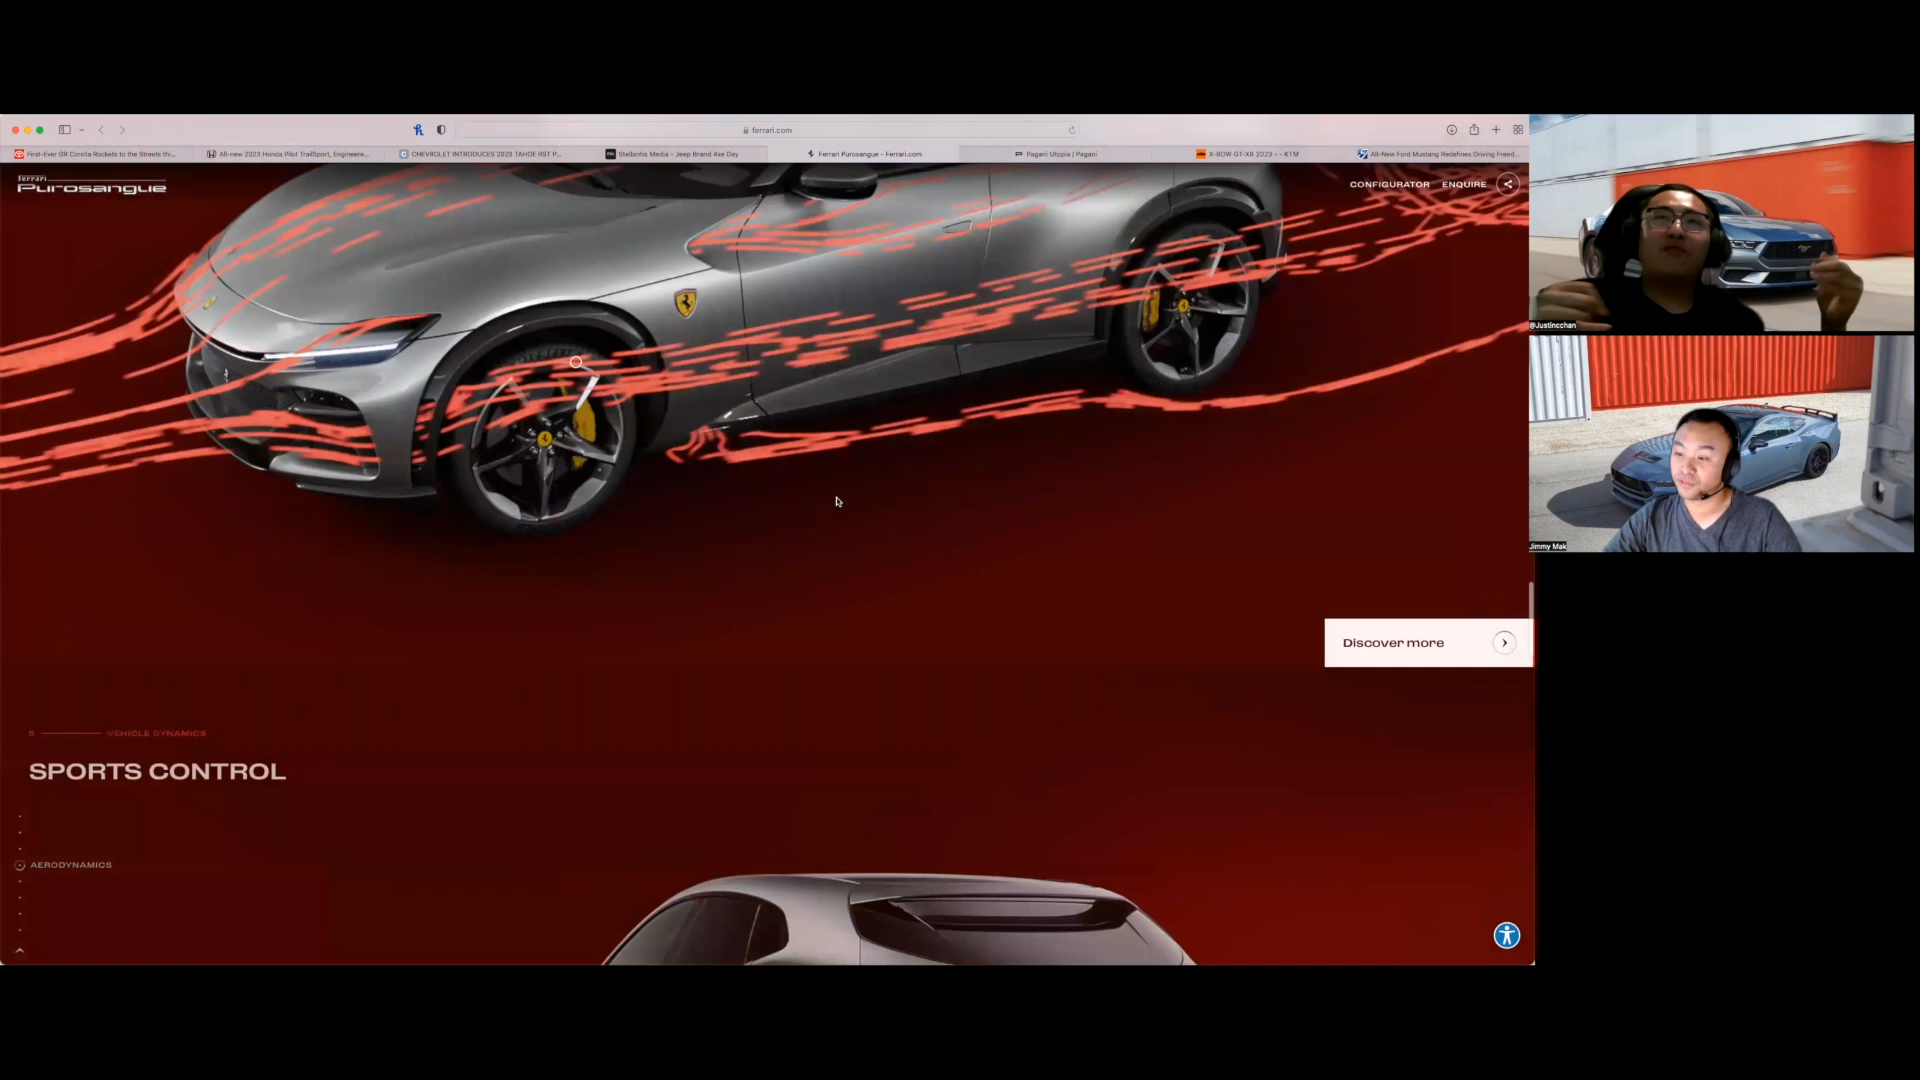 ferrari.com
First-Ever GR Corolla Rockets to the Streets thi...
All-new 2023 Honda Pilot TrailSport, Engineere...
CHEVROLET INTRODUCES 2023 TAHOE RST P...
Stellantis Media - Jeep Brand 4xe Day
Ferrari Purosangue - Ferrari.com
Pagani Utopia | Pagani
X-BOW GT-XR 2023 - - KTM
All-New Ford Mustang Redefines Driving Freed...
Ferrari
Purosangue
CONFIGURATOR
ENQUIRE
@Justincchan
Jimmy Mak
Discover more
5
VEHICLE DYNAMICS
SPORTS CONTROL
AERODYNAMICS